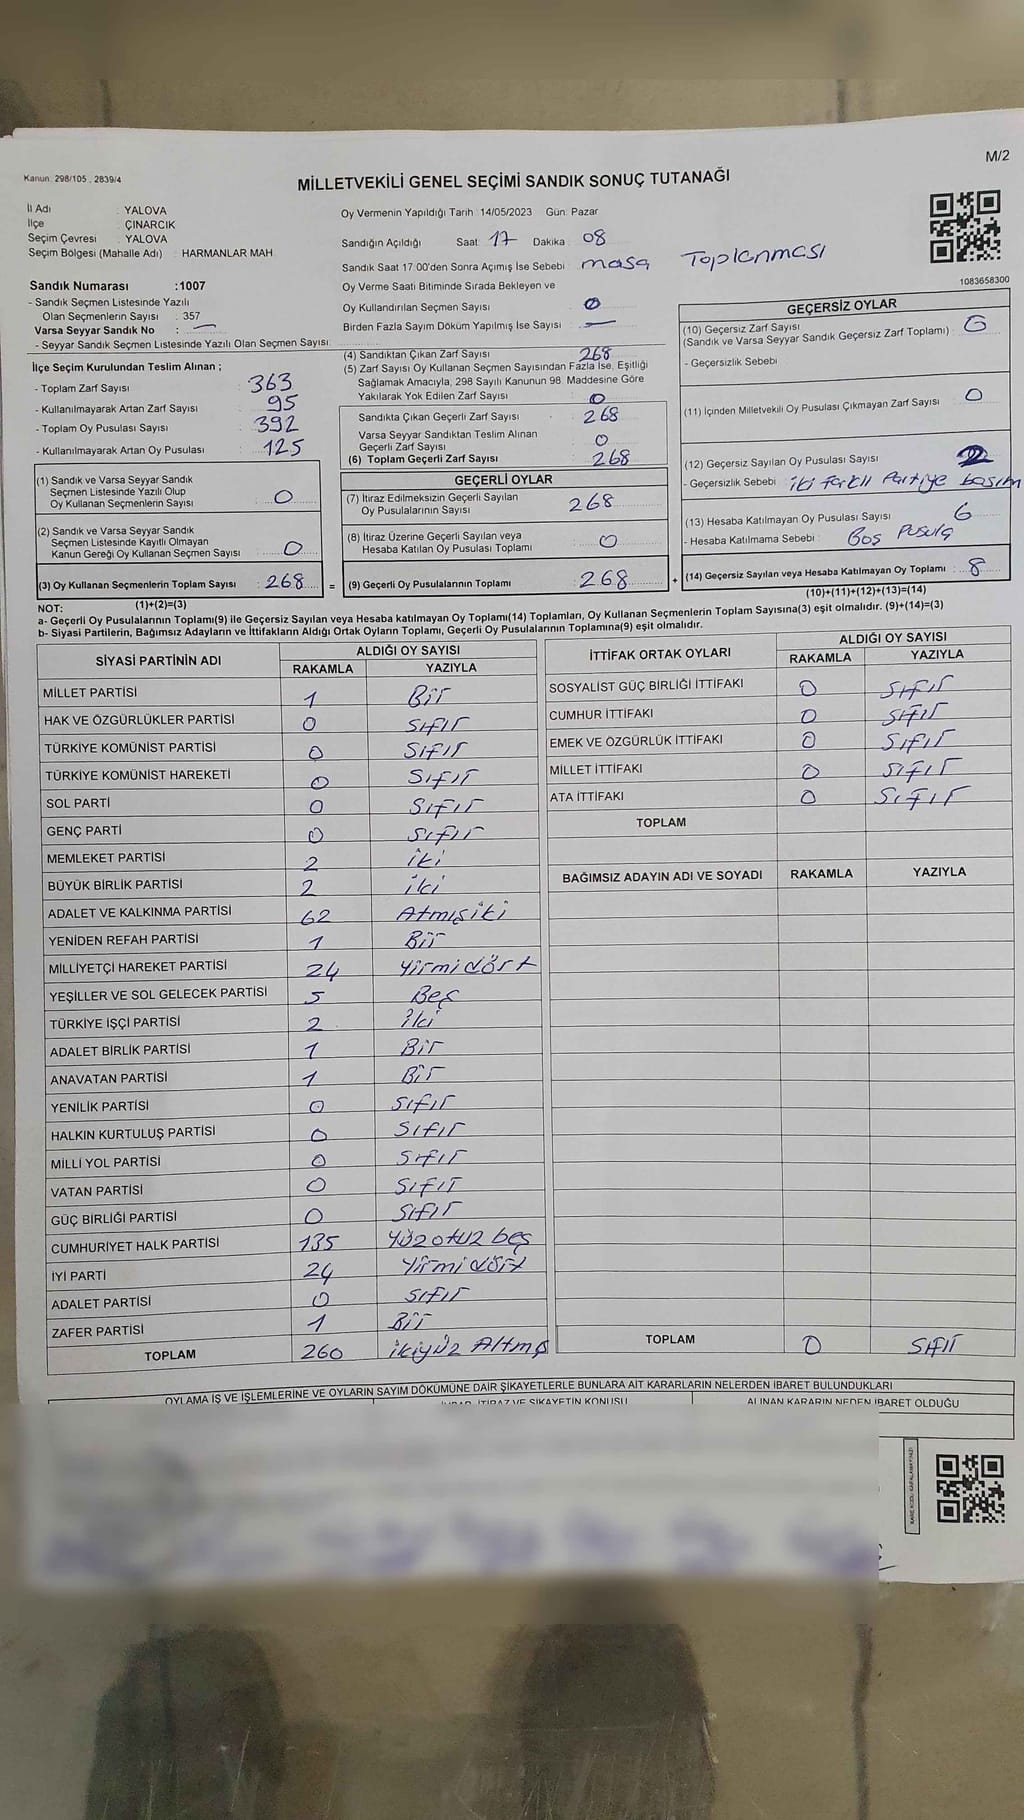 M/2
Kanun: 298/105 , 2839/4
MİLLETVEKİLİ GENEL SEÇİMİ SANDIK SONUÇ TUTANAĞI
İl Adı : YALOVA
İlçe : ÇINARCIK
Seçim Çevresi : YALOVA
Seçim Bölgesi (Mahalle Adı) : HARMANLAR MAH
Sandık Numarası :1007
- Sandık Seçmen Listesinde Yazılı
Olan Seçmenlerin Sayısı : 357
Varsa Seyyar Sandık No : —
- Seyyar Sandık Seçmen Listesinde Yazılı Olan Seçmen Sayısı:
Oy Vermenin Yapıldığı Tarih :14/05/2023 Gün: Pazar
Sandığın Açıldığı Saat: 17 Dakika : 08
Sandık Saat 17:00'den Sonra Açımış İse Sebebi : masa Toplanması
Oy Verme Saati Bitiminde Sırada Bekleyen ve
Oy Kullandırılan Seçmen Sayısı : 0
Birden Fazla Sayım Döküm Yapılmış İse Sayısı : —
1083658300
İlçe Seçim Kurulundan Teslim Alınan ;
- Toplam Zarf Sayısı : 363
- Kullanılmayarak Artan Zarf Sayısı : 95
- Toplam Oy Pusulası Sayısı : 392
- Kullanılmayarak Artan Oy Pusulası : 125
(4) Sandıktan Çıkan Zarf Sayısı : 268
(5) Zarf Sayısı Oy Kullanan Seçmen Sayısından Fazla İse, Eşitliği
Sağlamak Amacıyla, 298 Sayılı Kanunun 98. Maddesine Göre
Yakılarak Yok Edilen Zarf Sayısı : 0
Sandıkta Çıkan Geçerli Zarf Sayısı : 268
Varsa Seyyar Sandıktan Teslim Alınan
Geçerli Zarf Sayısı : 0
(6) Toplam Geçerli Zarf Sayısı : 268
GEÇERSİZ OYLAR
(10) Geçersiz Zarf Sayısı :
(Sandık ve Varsa Seyyar Sandık Geçersiz Zarf Toplamı)
- Geçersizlik Sebebi :
(11) İçinden Milletvekili Oy Pusulası Çıkmayan Zarf Sayısı : 0
(12) Geçersiz Sayılan Oy Pusulası Sayısı : 2
- Geçersizlik Sebebi : iki farklı Partiye basım
(13) Hesaba Katılmayan Oy Pusulası Sayısı : 6
- Hesaba Katılmama Sebebi : Boş Pusula
(14) Geçersiz Sayılan veya Hesaba Katılmayan Oy Toplamı : 8
(10)+(11)+(12)+(13)=(14)
(1) Sandık ve Varsa Seyyar Sandık
Seçmen Listesinde Yazılı Olup
Oy Kullanan Seçmenlerin Sayısı : 0
(2) Sandık ve Varsa Seyyar Sandık
Seçmen Listesinde Kayıtlı Olmayan
Kanun Gereği Oy Kullanan Seçmen Sayısı : 0
(3) Oy Kullanan Seçmenlerin Toplam Sayısı : 268 =
(1)+(2)=(3)
GEÇERLİ OYLAR
(7) İtiraz Edilmeksizin Geçerli Sayılan
Oy Pusulalarının Sayısı : 268
(8) İtiraz Üzerine Geçerli Sayılan veya
Hesaba Katılan Oy Pusulası Toplamı : 0
(9) Geçerli Oy Pusulalarının Toplamı : 268 +
NOT:
a- Geçerli Oy Pusulalarının Toplamı(9) ile Geçersiz Sayılan veya Hesaba katılmayan Oy Toplamı(14) Toplamları, Oy Kullanan Seçmenlerin Toplam Sayısına(3) eşit olmalıdır. (9)+(14)=(3)
b- Siyasi Partilerin, Bağımsız Adayların ve İttifakların Aldığı Ortak Oyların Toplamı, Geçerli Oy Pusulalarının Toplamına(9) eşit olmalıdır.
SİYASİ PARTİNİN ADI ALDIĞI OY SAYISI
RAKAMLA YAZIYLA
MİLLET PARTİSİ 1 Bir
HAK VE ÖZGÜRLÜKLER PARTİSİ 0 Sıfır
TÜRKİYE KOMÜNİST PARTİSİ 0 Sıfır
TÜRKİYE KOMÜNİST HAREKETİ 0 Sıfır
SOL PARTİ 0 Sıfır
GENÇ PARTİ 0 Sıfır
MEMLEKET PARTİSİ 2 iki
BÜYÜK BİRLİK PARTİSİ 2 iki
ADALET VE KALKINMA PARTİSİ 62 Atmışiki
YENİDEN REFAH PARTİSİ 1 Bir
MİLLİYETÇİ HAREKET PARTİSİ 24 Yirmidört
YEŞİLLER VE SOL GELECEK PARTİSİ 5 Beş
TÜRKİYE İŞÇİ PARTİSİ 2 İki
ADALET BİRLİK PARTİSİ 1 Bir
ANAVATAN PARTİSİ 1 Bir
YENİLİK PARTİSİ 0 Sıfır
HALKIN KURTULUŞ PARTİSİ 0 Sıfır
MİLLİ YOL PARTİSİ 0 Sıfır
VATAN PARTİSİ 0 Sıfır
GÜÇ BİRLİĞİ PARTİSİ 0 Sıfır
CUMHURİYET HALK PARTİSİ 135 Yüzotuz beş
İYİ PARTİ 24 Yirmidört
ADALET PARTİSİ 0 Sıfır
ZAFER PARTİSİ 1 Bir
TOPLAM 260 ikiyüz Altmış
İTTİFAK ORTAK OYLARI ALDIĞI OY SAYISI
RAKAMLA YAZIYLA
SOSYALİST GÜÇ BİRLİĞİ İTTİFAKI 0 Sıfır
CUMHUR İTTİFAKI 0 Sıfır
EMEK VE ÖZGÜRLÜK İTTİFAKI 0 Sıfır
MİLLET İTTİFAKI 0 Sıfır
ATA İTTİFAKI 0 Sıfır
TOPLAM
BAĞIMSIZ ADAYIN ADI VE SOYADI RAKAMLA YAZIYLA
TOPLAM 0 Sıfır
OYLAMA İŞ VE İŞLEMLERİNE VE OYLARIN SAYIM DÖKÜMÜNE DAİR ŞİKAYETLERLE BUNLARA AİT KARARLARIN NELERDEN İBARET BULUNDUKLARI
İTİRAZ VE ŞİKAYETİN KONUSU ALINAN KARARIN NEDEN İBARET OLDUĞU